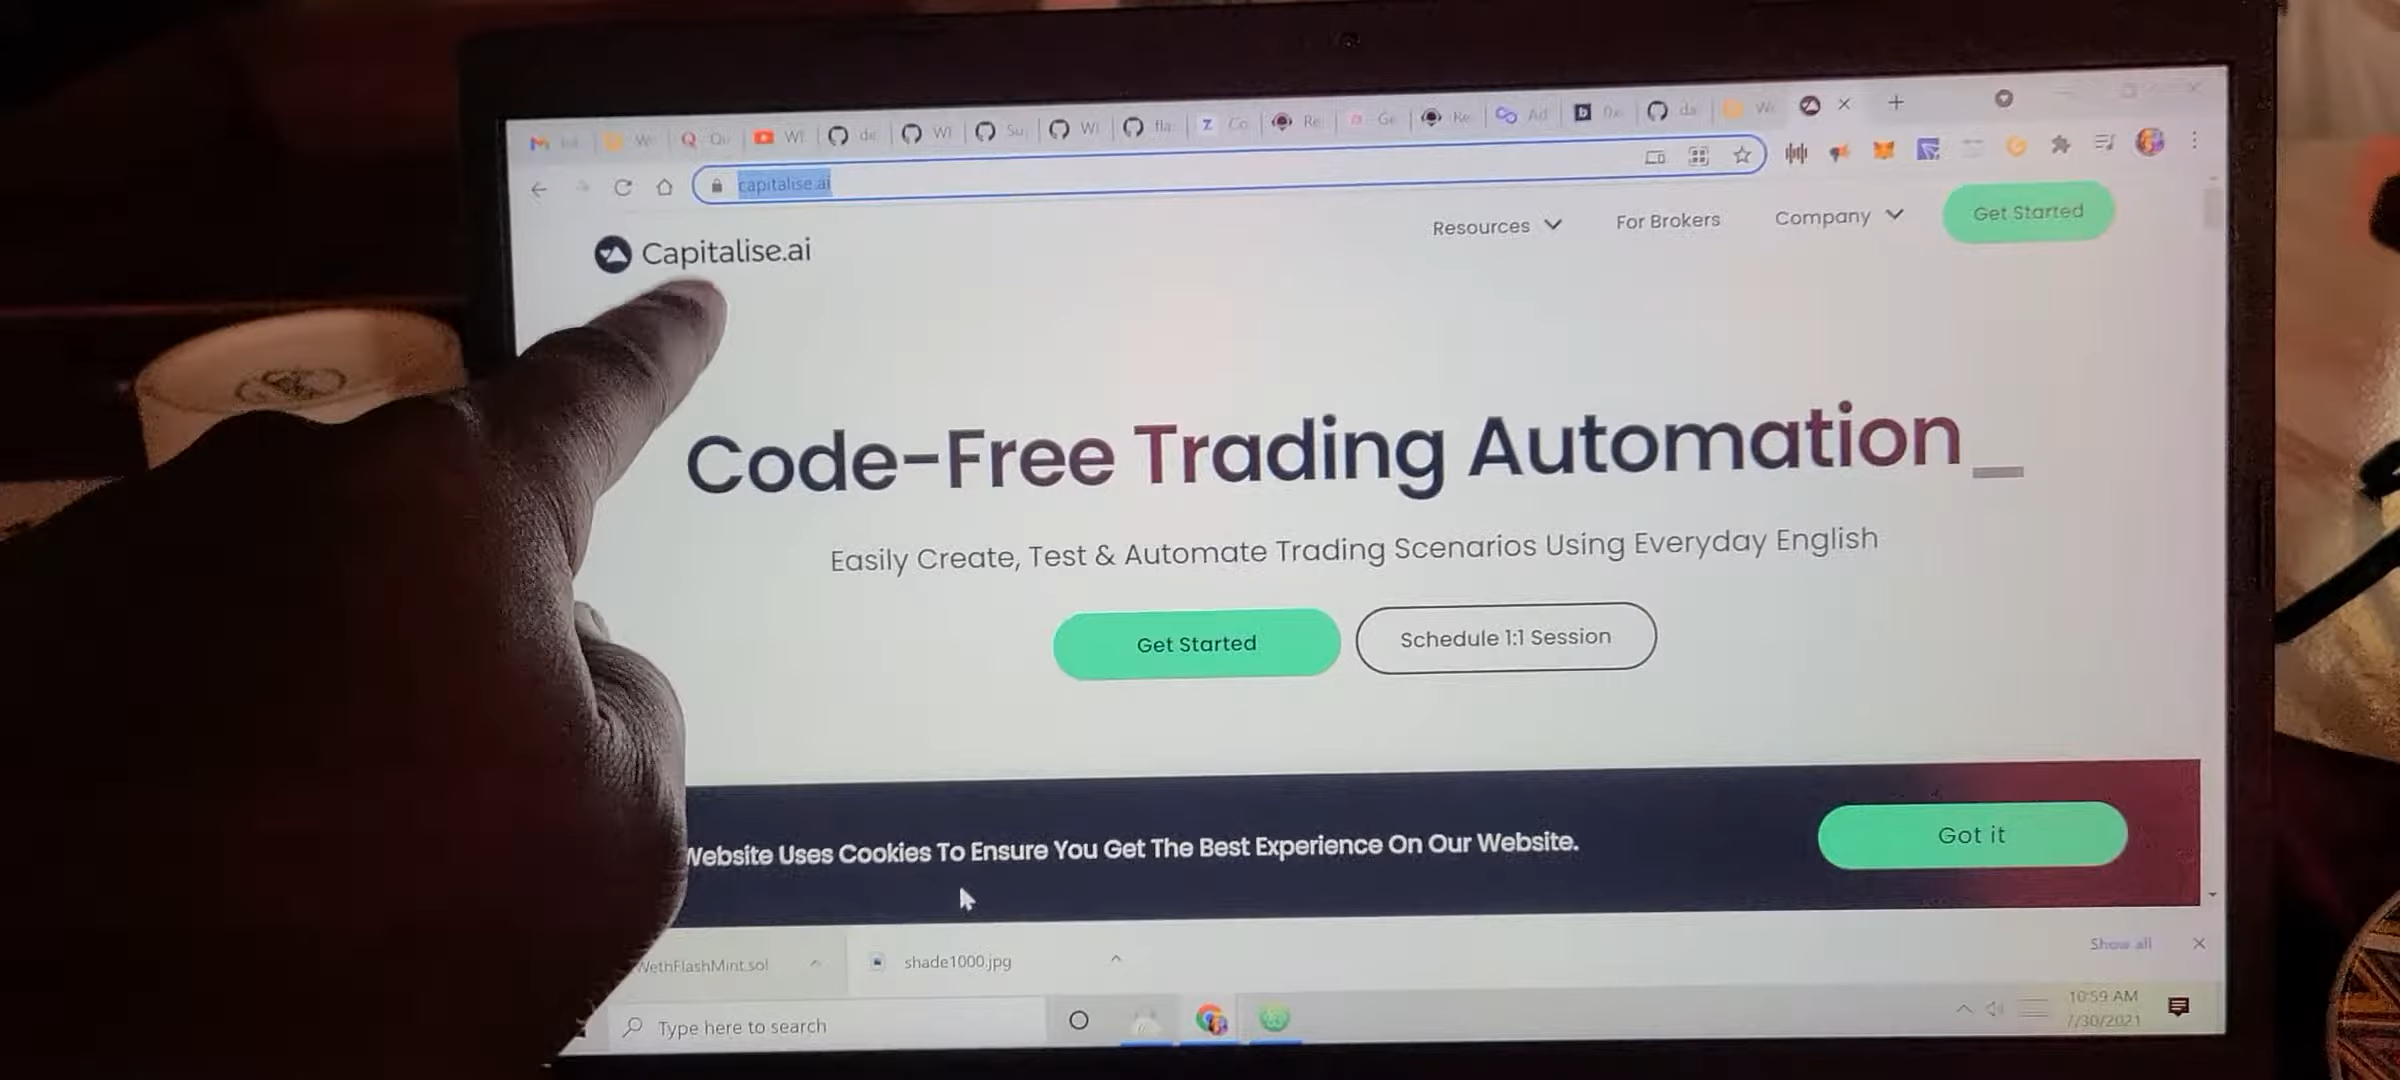 capitalise.ai
Capitalise.ai
Resources
For Brokers
Company
Get Started
Code-Free Trading Automation_
Easily Create, Test & Automate Trading Scenarios Using Everyday English
Get Started
Schedule 1:1 Session
Website Uses Cookies To Ensure You Get The Best Experience On Our Website.
Got it
WethFlashMint.sol
shade1000.jpg
Show all
Type here to search
10:59 AM
7/30/2021